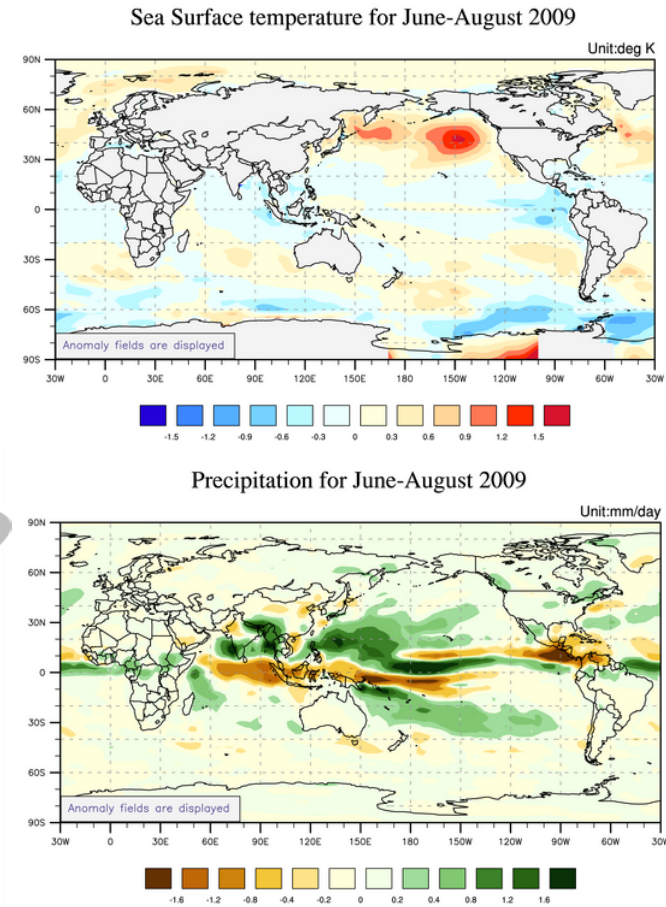 Sea Surface temperature for June-August 2009
Unit:deg K
90N
60N
30N
0
30S
60S
90S
Anomaly fields are displayed
30W 0 30E 60E 90E 120E 150E 180 150W 120W 90W 60W 30W
-1.5 -1.2 -0.9 -0.6 -0.3 0 0.3 0.6 0.9 1.2 1.5
Precipitation for June-August 2009
Unit:mm/day
90N
60N
30N
0
30S
60S
90S
Anomaly fields are displayed
30W 0 30E 60E 90E 120E 150E 180 150W 120W 90W 60W 30W
-1.6 -1.2 -0.8 -0.4 -0.2 0 0.2 0.4 0.8 1.2 1.6